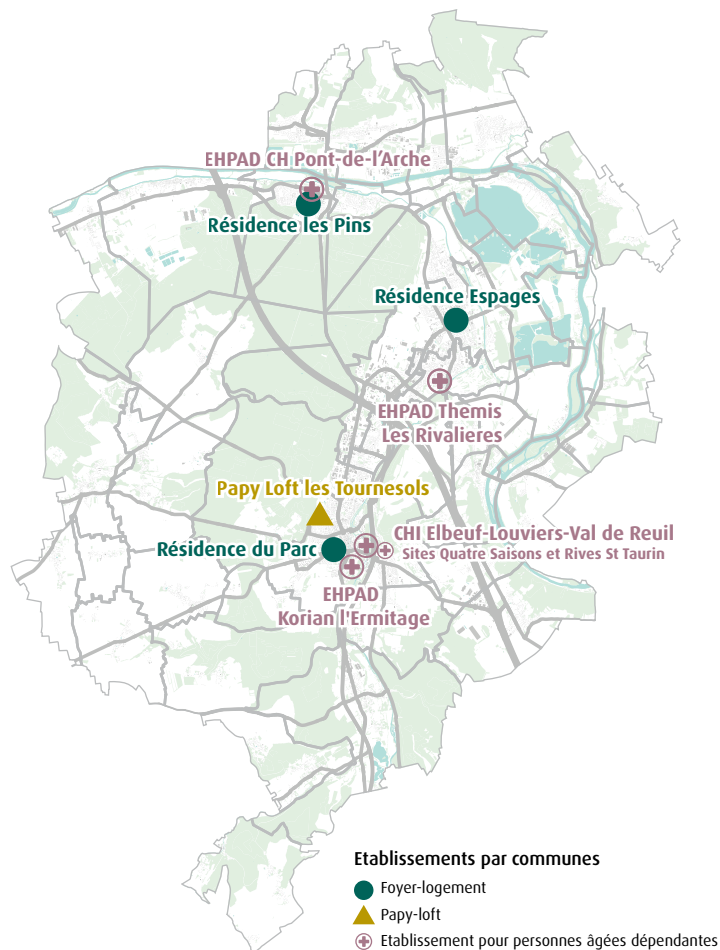 EHPAD CH Pont-de-l'Arche
Résidence les Pins
Résidence Espages
EHPAD Themis
Les Rivalieres
Papy Loft les Tournesols
CHI Elbeuf-Louviers-Val de Reuil
Sites Quatre Saisons et Rives St Taurin
Résidence du Parc
EHPAD
Korian l'Ermitage
Etablissements par communes
Foyer-logement
Papy-loft
Etablissement pour personnes âgées dépendantes